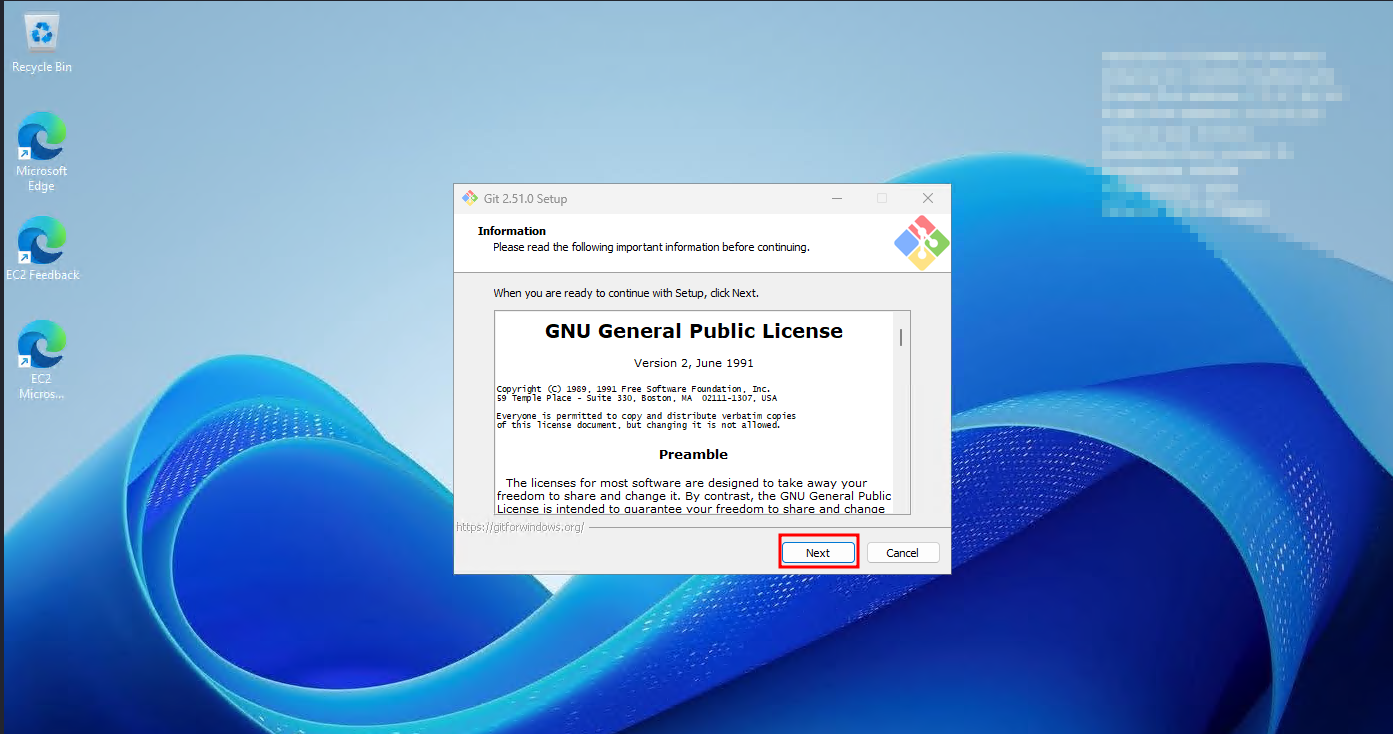 Recycle Bin
Microsoft
Edge
EC2 Feedback
EC2
Micros...
Git 2.51.0 Setup
Information
Please read the following important information before continuing.
When you are ready to continue with Setup, click Next.
GNU General Public License
Version 2, June 1991
Copyright (C) 1989, 1991 Free Software Foundation, Inc.
59 Temple Place - Suite 330, Boston, MA  02111-1307, USA
Everyone is permitted to copy and distribute verbatim copies
of this license document, but changing it is not allowed.
Preamble
The licenses for most software are designed to take away your
freedom to share and change it. By contrast, the GNU General Public
License is intended to guarantee your freedom to share and change
https://gitforwindows.org/
Next
Cancel